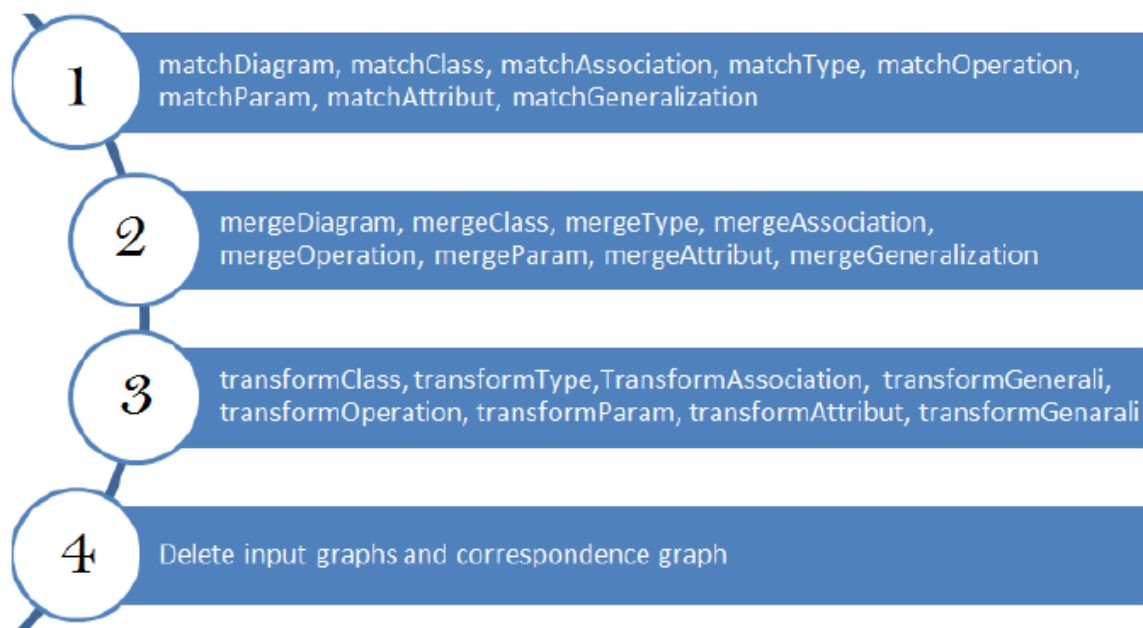 1
matchDiagram, matchClass, matchAssociation, matchType, matchOperation,
matchParam, matchAttribut, matchGeneralization
2
mergeDiagram, mergeClass, mergeType, mergeAssociation,
mergeOperation, mergeParam, mergeAttribut, mergeGeneralization
3
transformClass, transformType,TransformAssociation, transformGenerali,
transformOperation, transformParam, transformAttribut, transformGenarali
4
Delete input graphs and correspondence graph